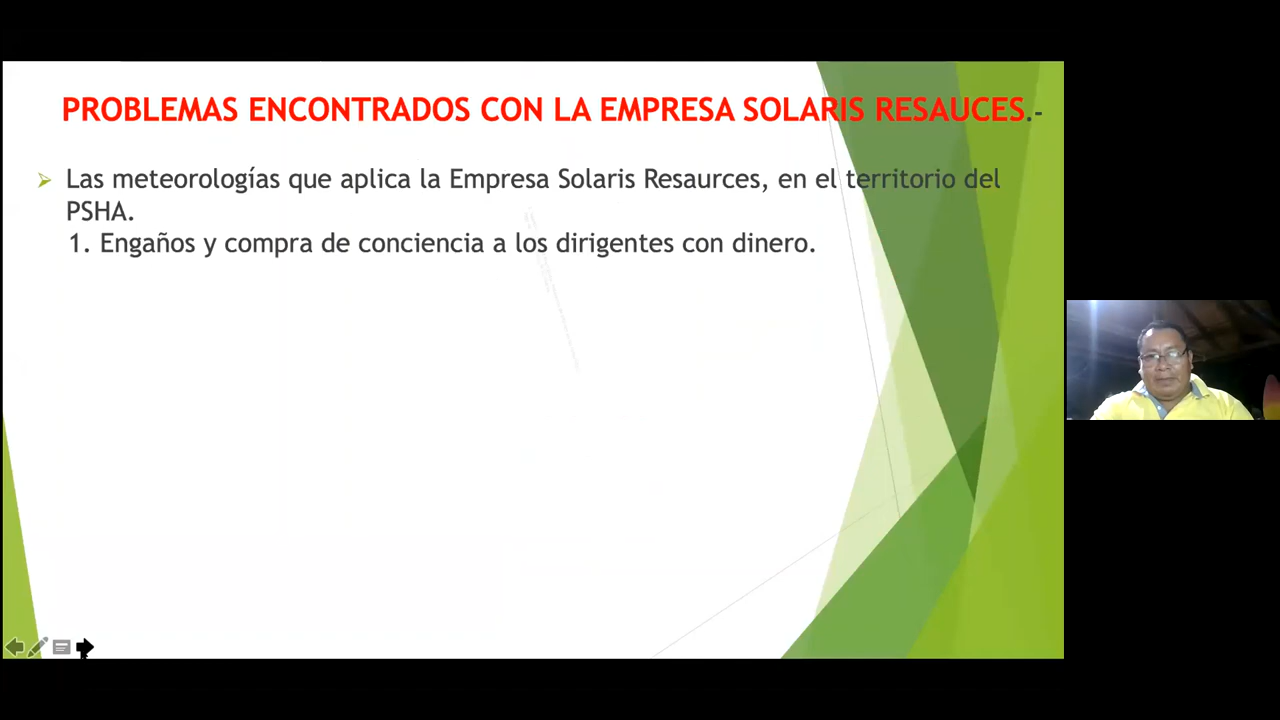 PROBLEMAS ENCONTRADOS CON LA EMPRESA SOLARIS RESAUCES.-
Las meteorologías que aplica la Empresa Solaris Resaurces, en el territorio del
PSHA.
1. Engaños y compra de conciencia a los dirigentes con dinero.